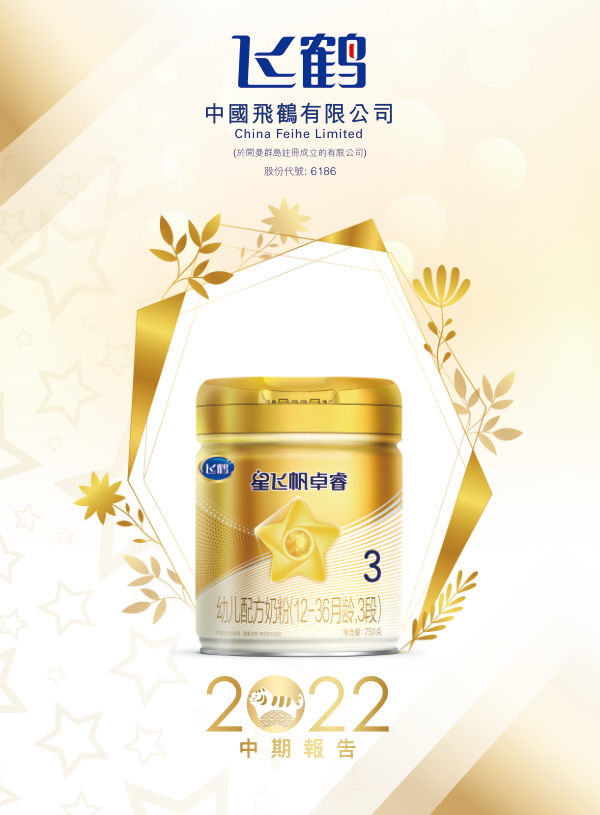 飞鹤
中國飛鶴有限公司
China Feihe Limited
(於開曼群島註冊成立的有限公司)
股份代號: 6186
飞鹤
星飞帆卓睿
3
幼儿配方奶粉(12-36月龄,3段)
净含量: 750克
2022
中期報告